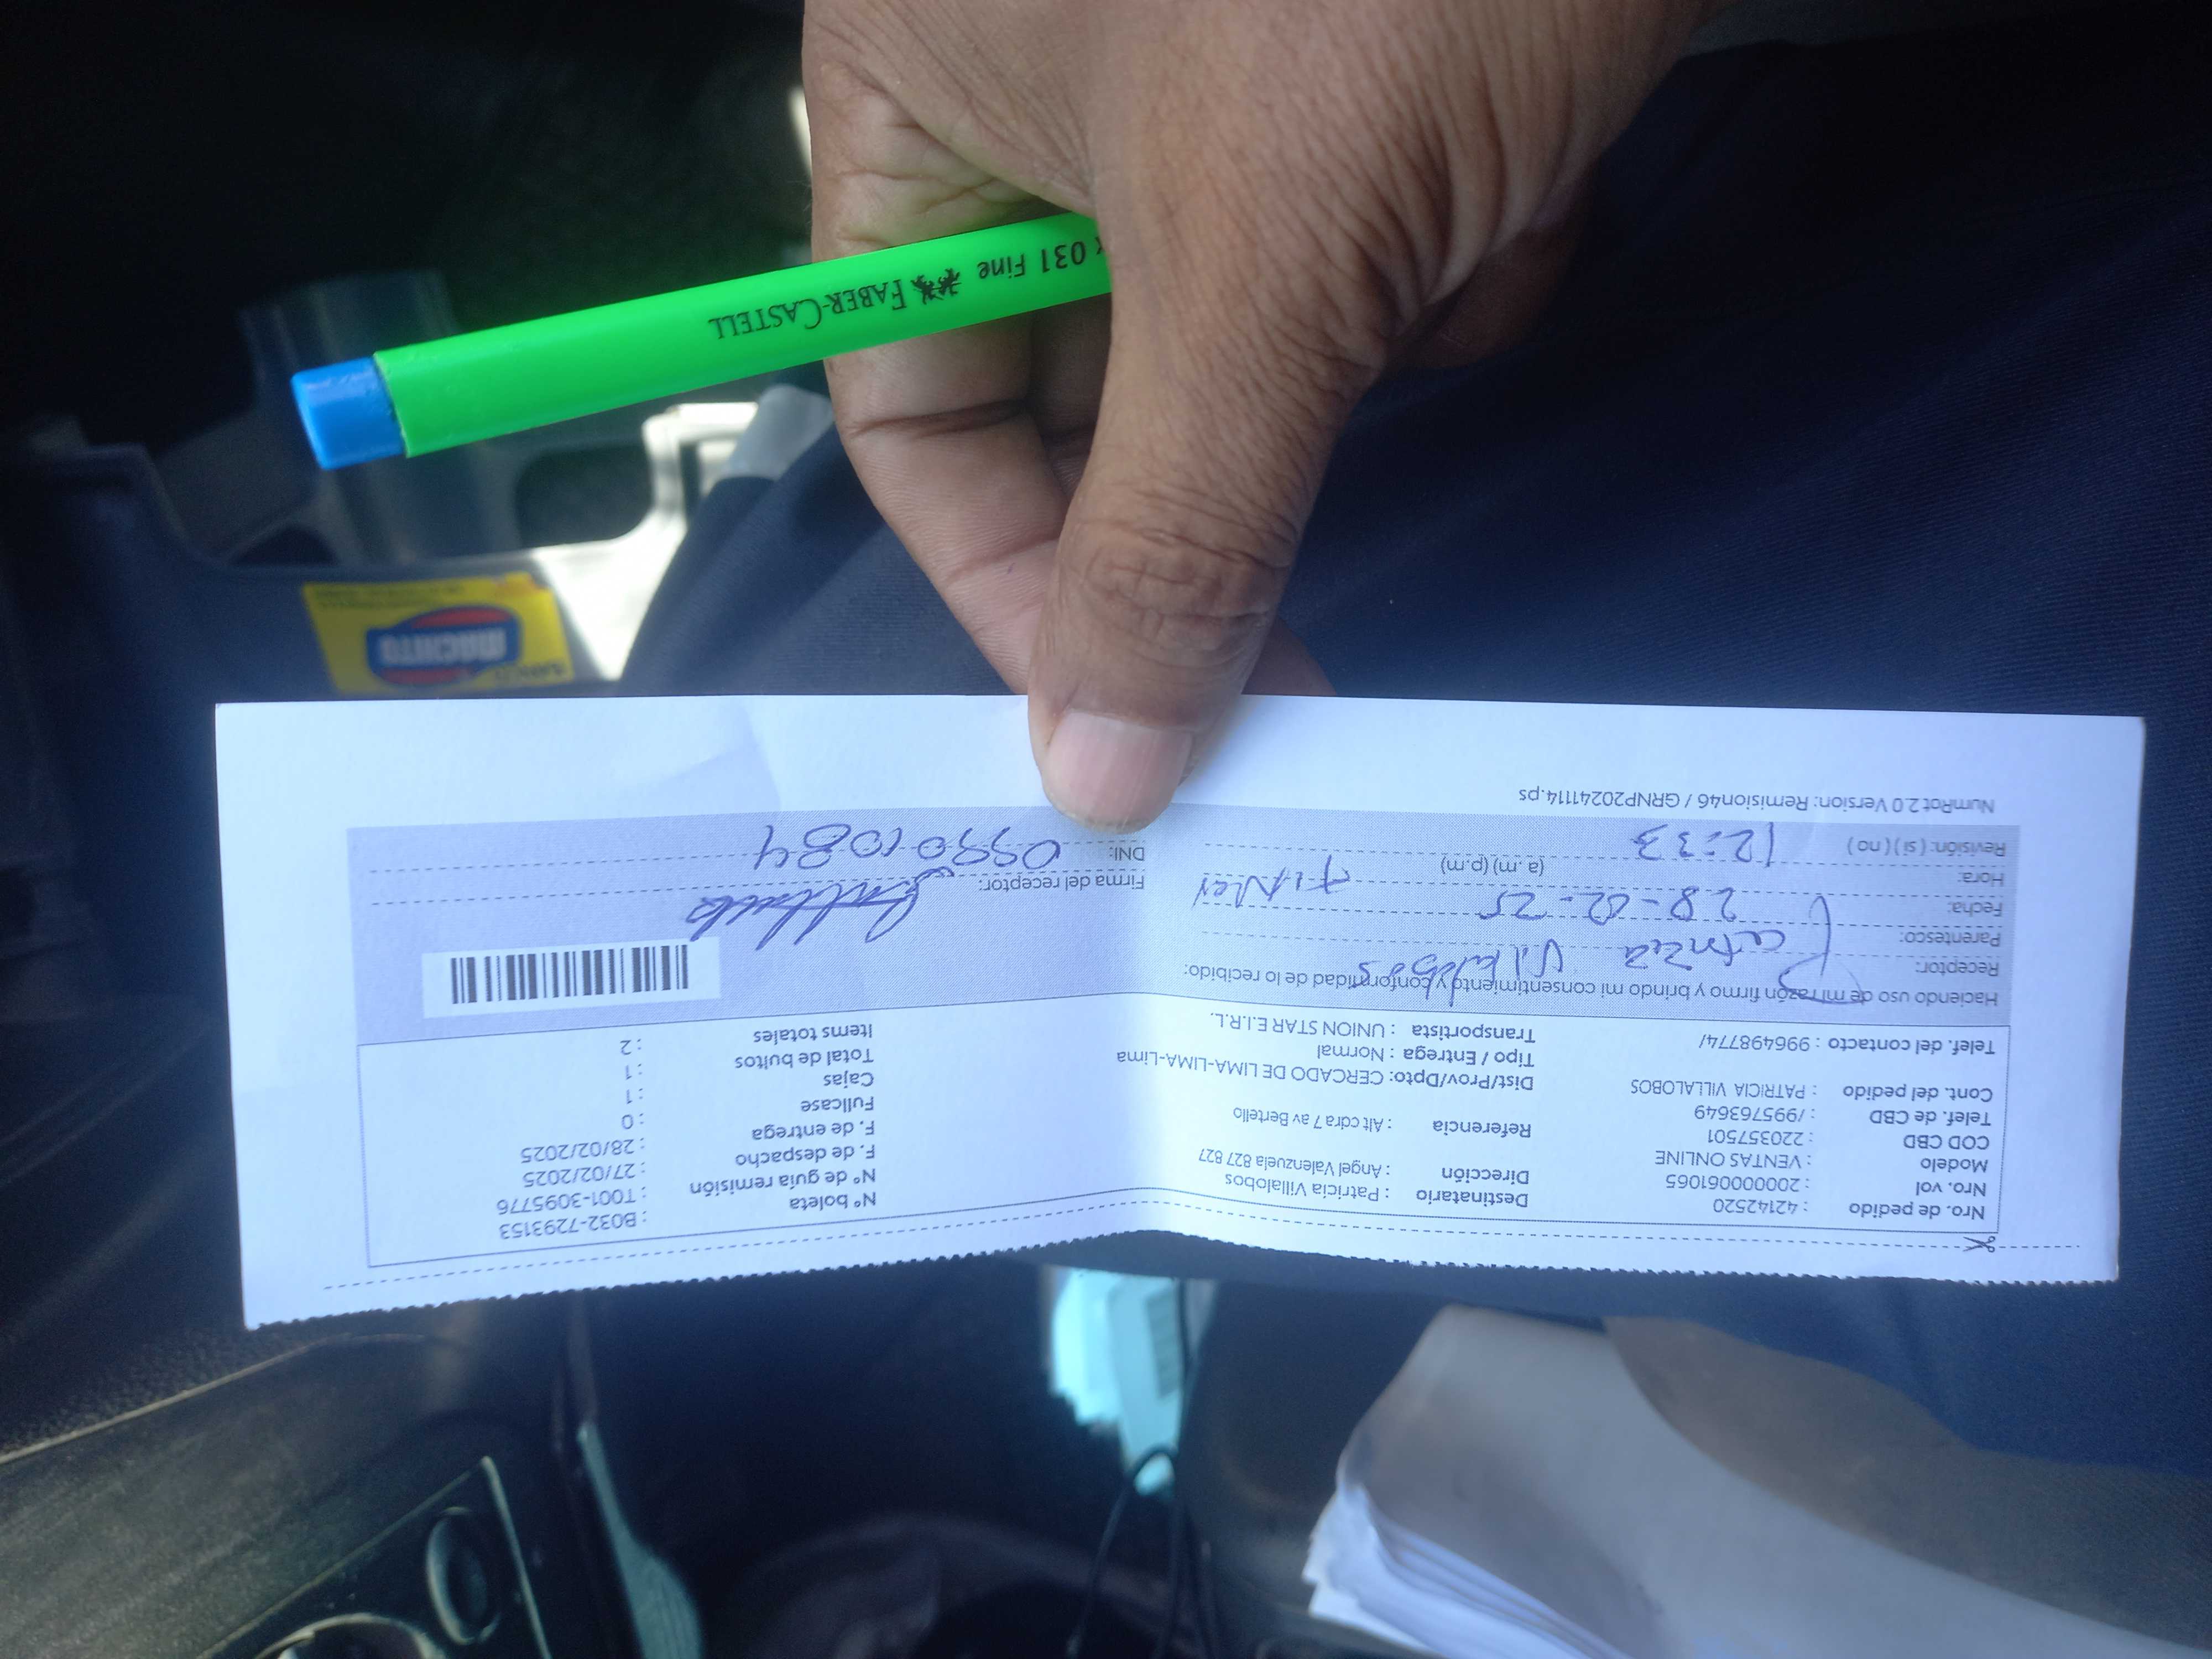 Nro. de pedido : 42142520
Nro. vol : 20000061065
Modelo : VENTAS ONLINE
COD CBD : 220357501
Telef. de CBD : /995763649
Cont. del pedido : PATRICIA VILLALOBOS
Telef. del contacto : 996498774/
Destinatario : Patricia Villalobos
Dirección : Angel Valenzuela 827 827
Referencia : Alt cdra 7 av Bertello
Dist/Prov/Dpto: CERCADO DE LIMA-LIMA-Lima
Tipo / Entrega : Normal
Transportista : UNION STAR E.I.R.L.
N° boleta : B032-7293153
N° de guía remisión : T001-3095776
F. de despacho : 27/02/2025
F. de entrega : 28/02/2025
Fullcase : 0
Cajas : 1
Total de bultos : 1
Items totales : 2
Haciendo uso de mi razón firmo y brindo mi consentimiento y conformidad de lo recibido:
Receptor: Patricia Villalobos
Parentesco:
Fecha: 28-02-25
Hora: (a.m) (p.m)
Revisión: ( si ) ( no ) 12:33
Firma del receptor:
DNI:
NumRot 2.0 Version: Remision46 / GRNP20241114.ps
031 Fine FABER-CASTELL
MACHITO